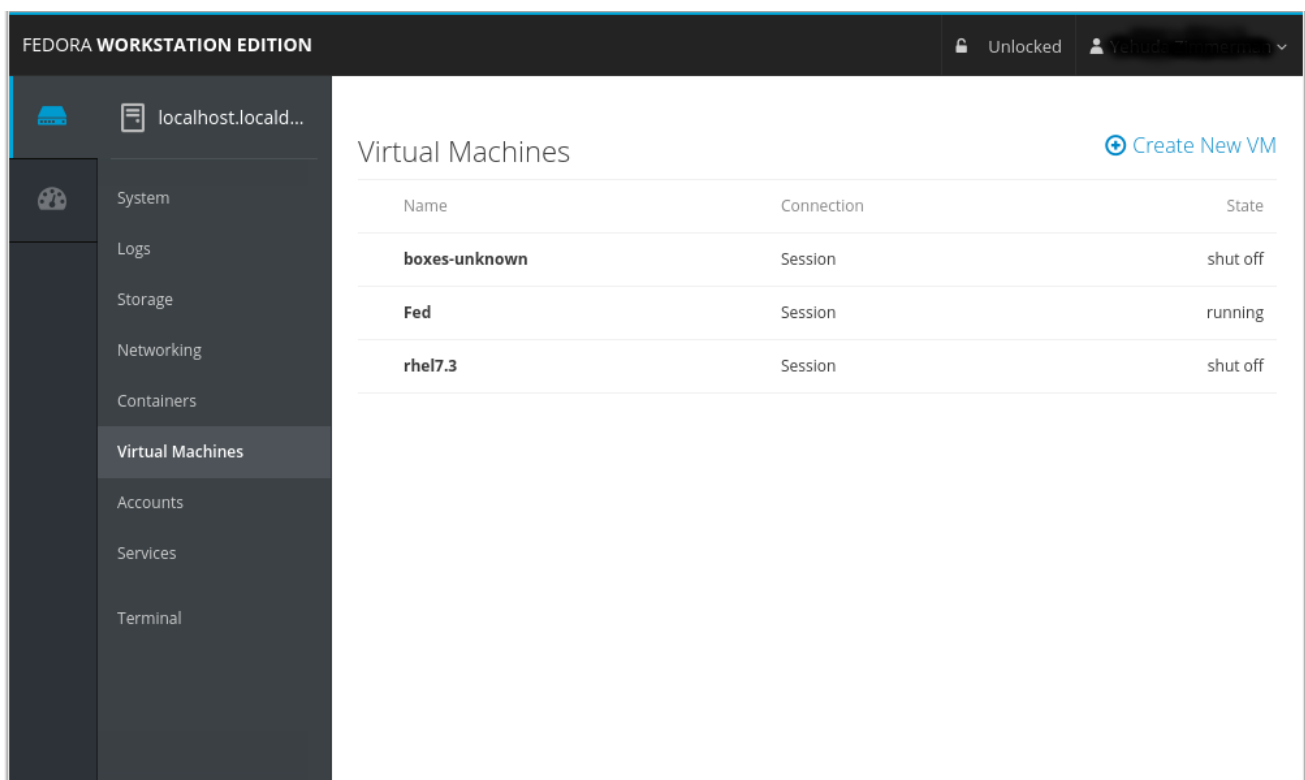 FEDORA WORKSTATION EDITION
Unlocked
localhost.locald...
System
Logs
Storage
Networking
Containers
Virtual Machines
Accounts
Services
Terminal
Virtual Machines
Create New VM
Name Connection State
boxes-unknown Session shut off
Fed Session running
rhel7.3 Session shut off